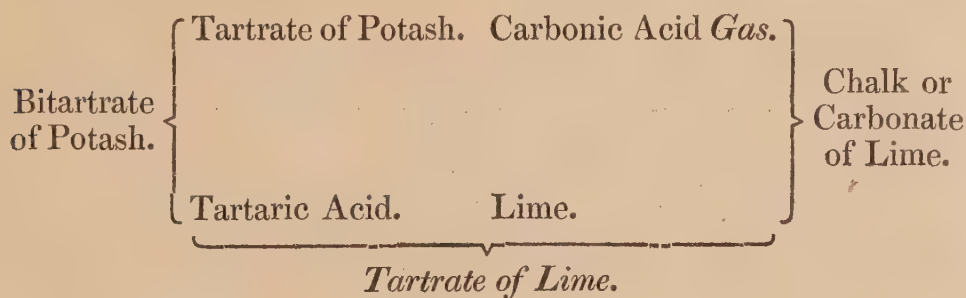 Tartrate of Potash. Carbonic Acid Gas.
Bitartrate
of Potash.
Chalk or
Carbonate
of Lime.
Tartaric Acid. Lime.
Tartrate of Lime.